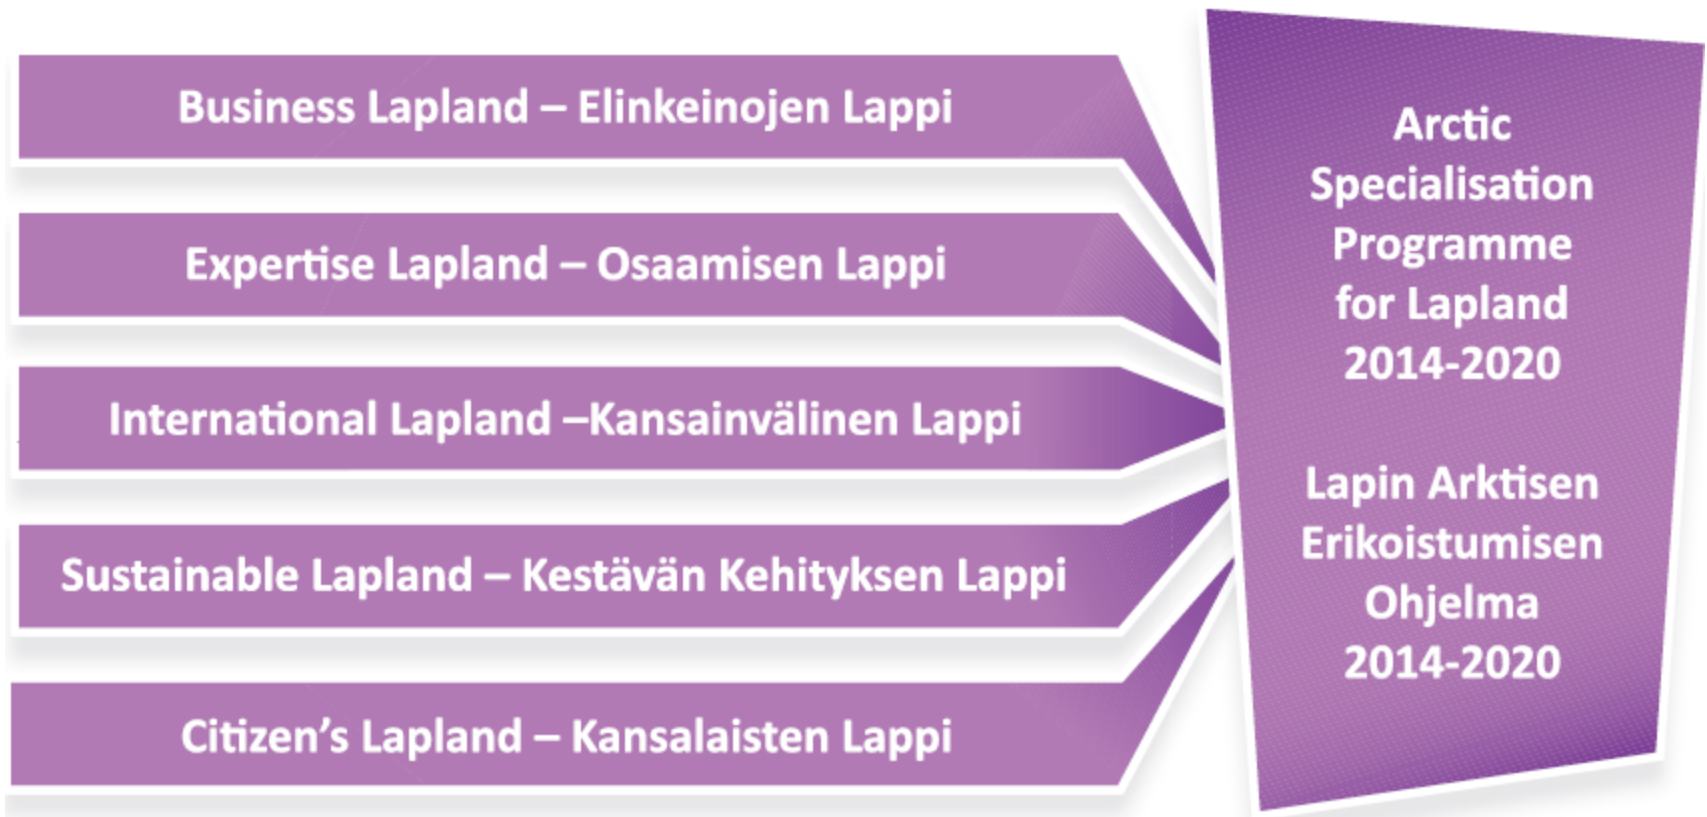 Business Lapland – Elinkeinojen Lappi
Expertise Lapland – Osaamisen Lappi
International Lapland –Kansainvälinen Lappi
Sustainable Lapland – Kestävän Kehityksen Lappi
Citizen’s Lapland – Kansalaisten Lappi
Arctic
Specialisation
Programme
for Lapland
2014-2020
Lapin Arktisen
Erikoistumisen
Ohjelma
2014-2020